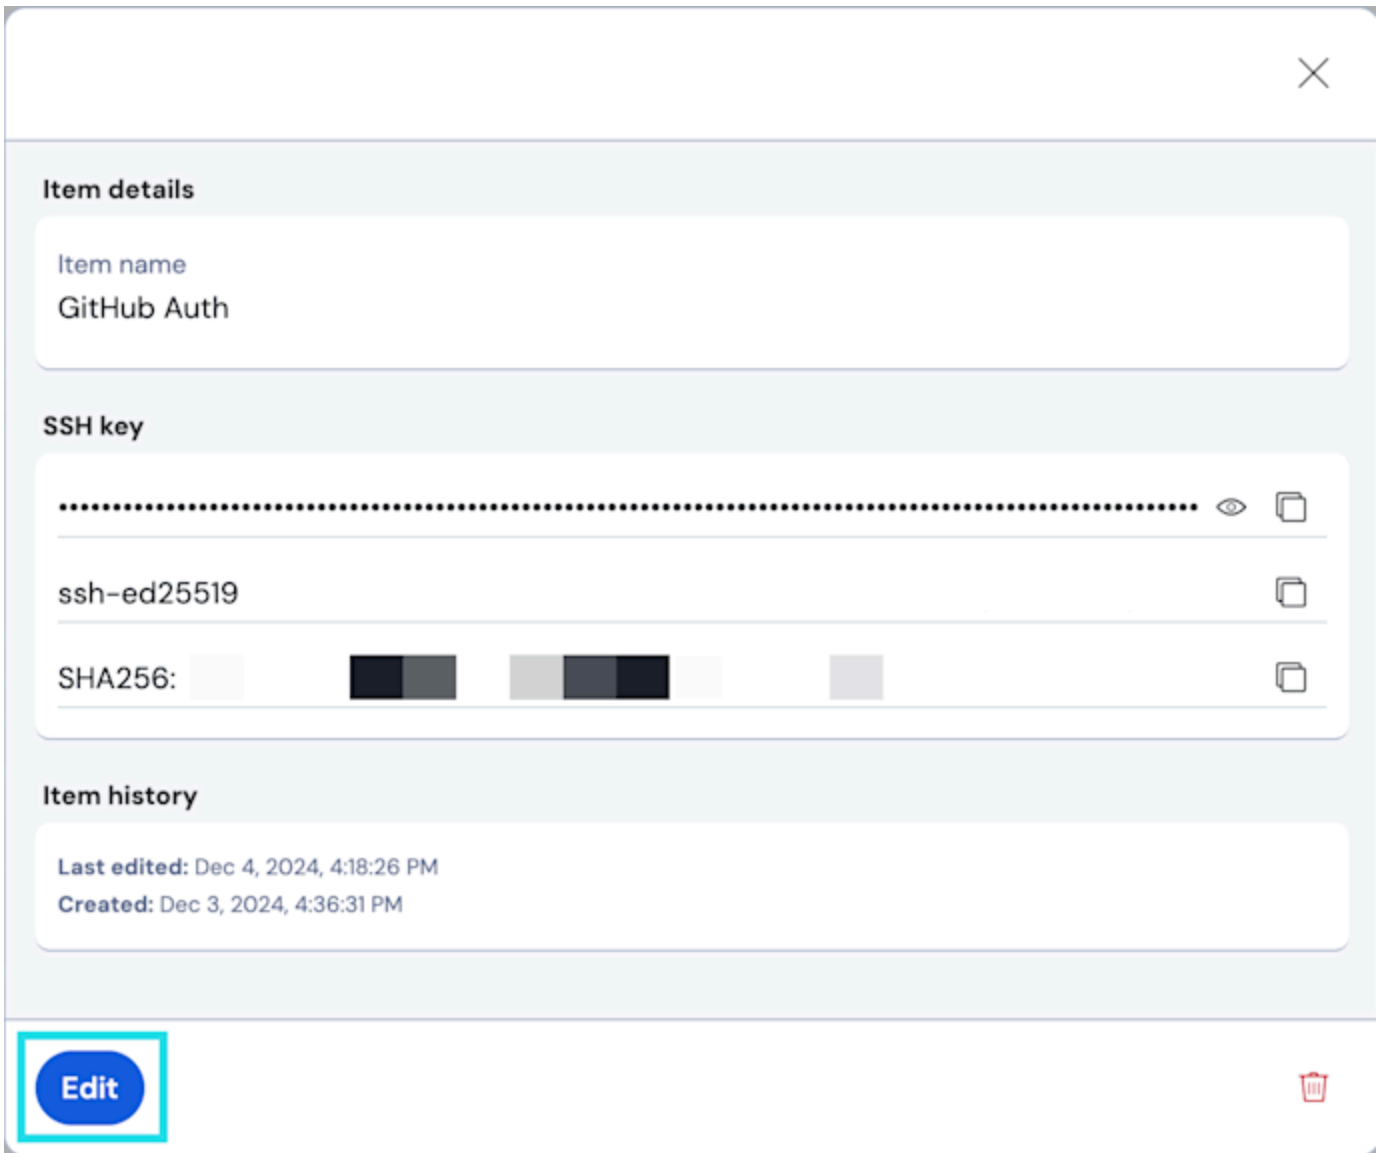 Item details
Item name
GitHub Auth
SSH key
ssh-ed25519
SHA256:
Item history
Last edited: Dec 4, 2024, 4:18:26 PM
Created: Dec 3, 2024, 4:36:31 PM
Edit